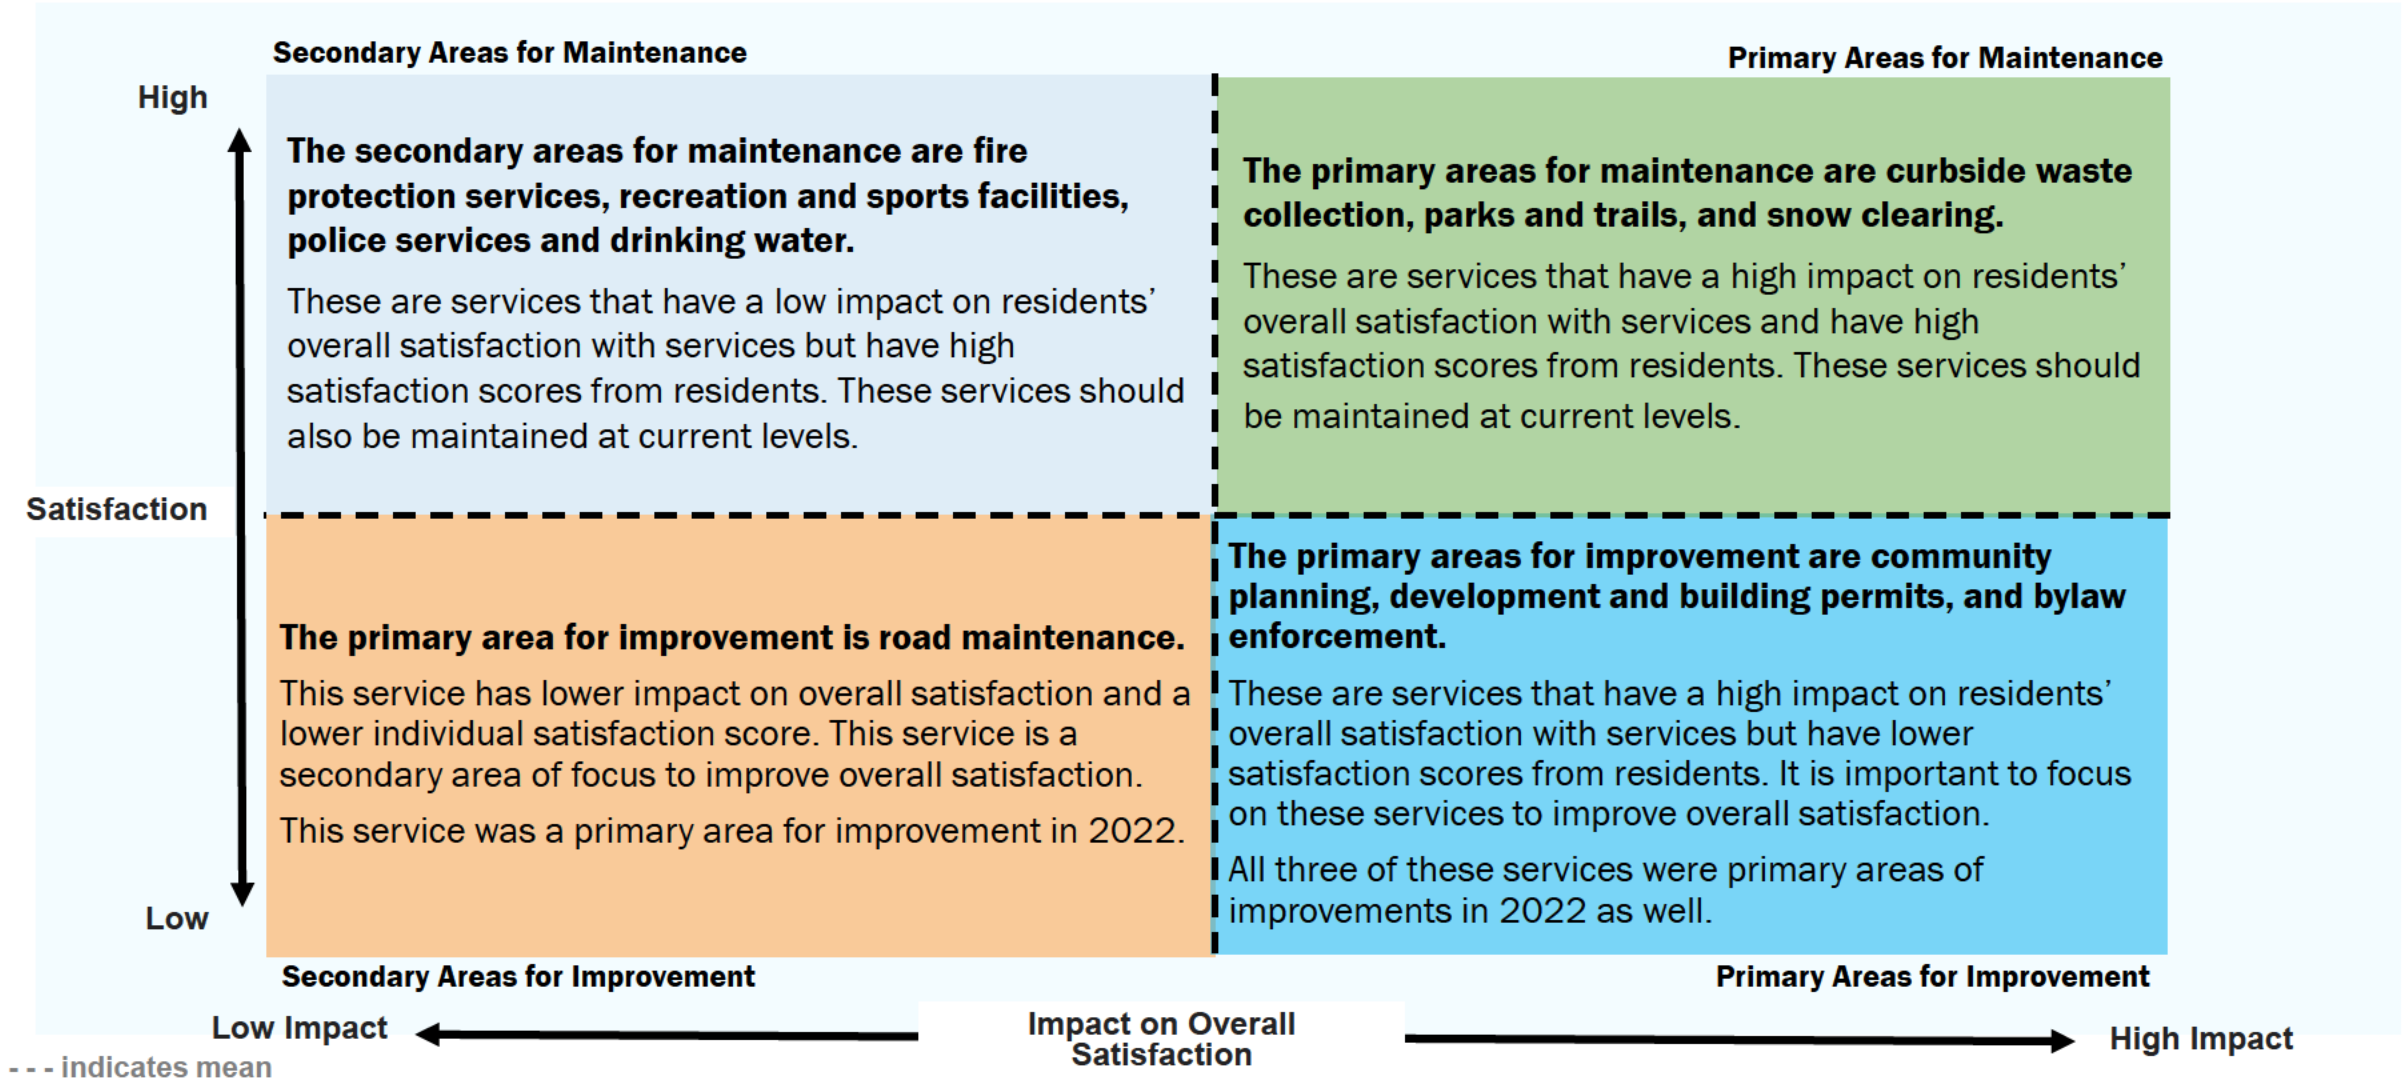 Secondary Areas for Maintenance
Primary Areas for Maintenance
High
The secondary areas for maintenance are fire
protection services, recreation and sports facilities,
police services and drinking water.
These are services that have a low impact on residents’
overall satisfaction with services but have high
satisfaction scores from residents. These services should
also be maintained at current levels.
The primary areas for maintenance are curbside waste
collection, parks and trails, and snow clearing.
These are services that have a high impact on residents’
overall satisfaction with services and have high
satisfaction scores from residents. These services should
be maintained at current levels.
Satisfaction
The primary area for improvement is road maintenance.
This service has lower impact on overall satisfaction and a
lower individual satisfaction score. This service is a
secondary area of focus to improve overall satisfaction.
This service was a primary area for improvement in 2022.
The primary areas for improvement are community
planning, development and building permits, and bylaw
enforcement.
These are services that have a high impact on residents’
overall satisfaction with services but have lower
satisfaction scores from residents. It is important to focus
on these services to improve overall satisfaction.
All three of these services were primary areas of
improvements in 2022 as well.
Low
Secondary Areas for Improvement
Primary Areas for Improvement
Low Impact
Impact on Overall
Satisfaction
High Impact
- - - indicates mean